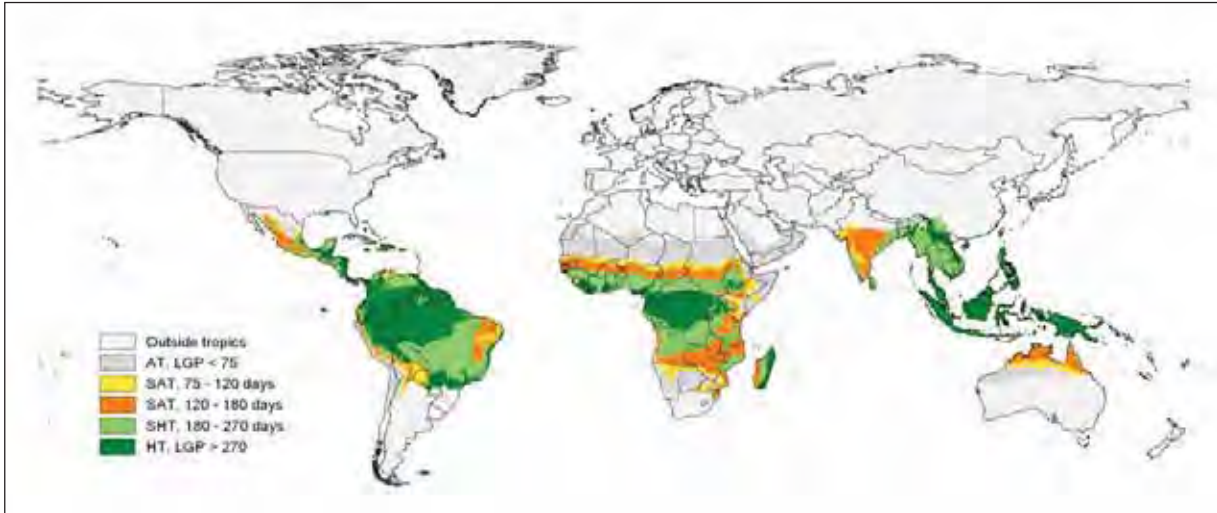 Outside tropics
AT, LGP < 75
SAT, 75 - 120 days
SAT, 120 - 180 days
SHT, 180 - 270 days
HT, LGP > 270